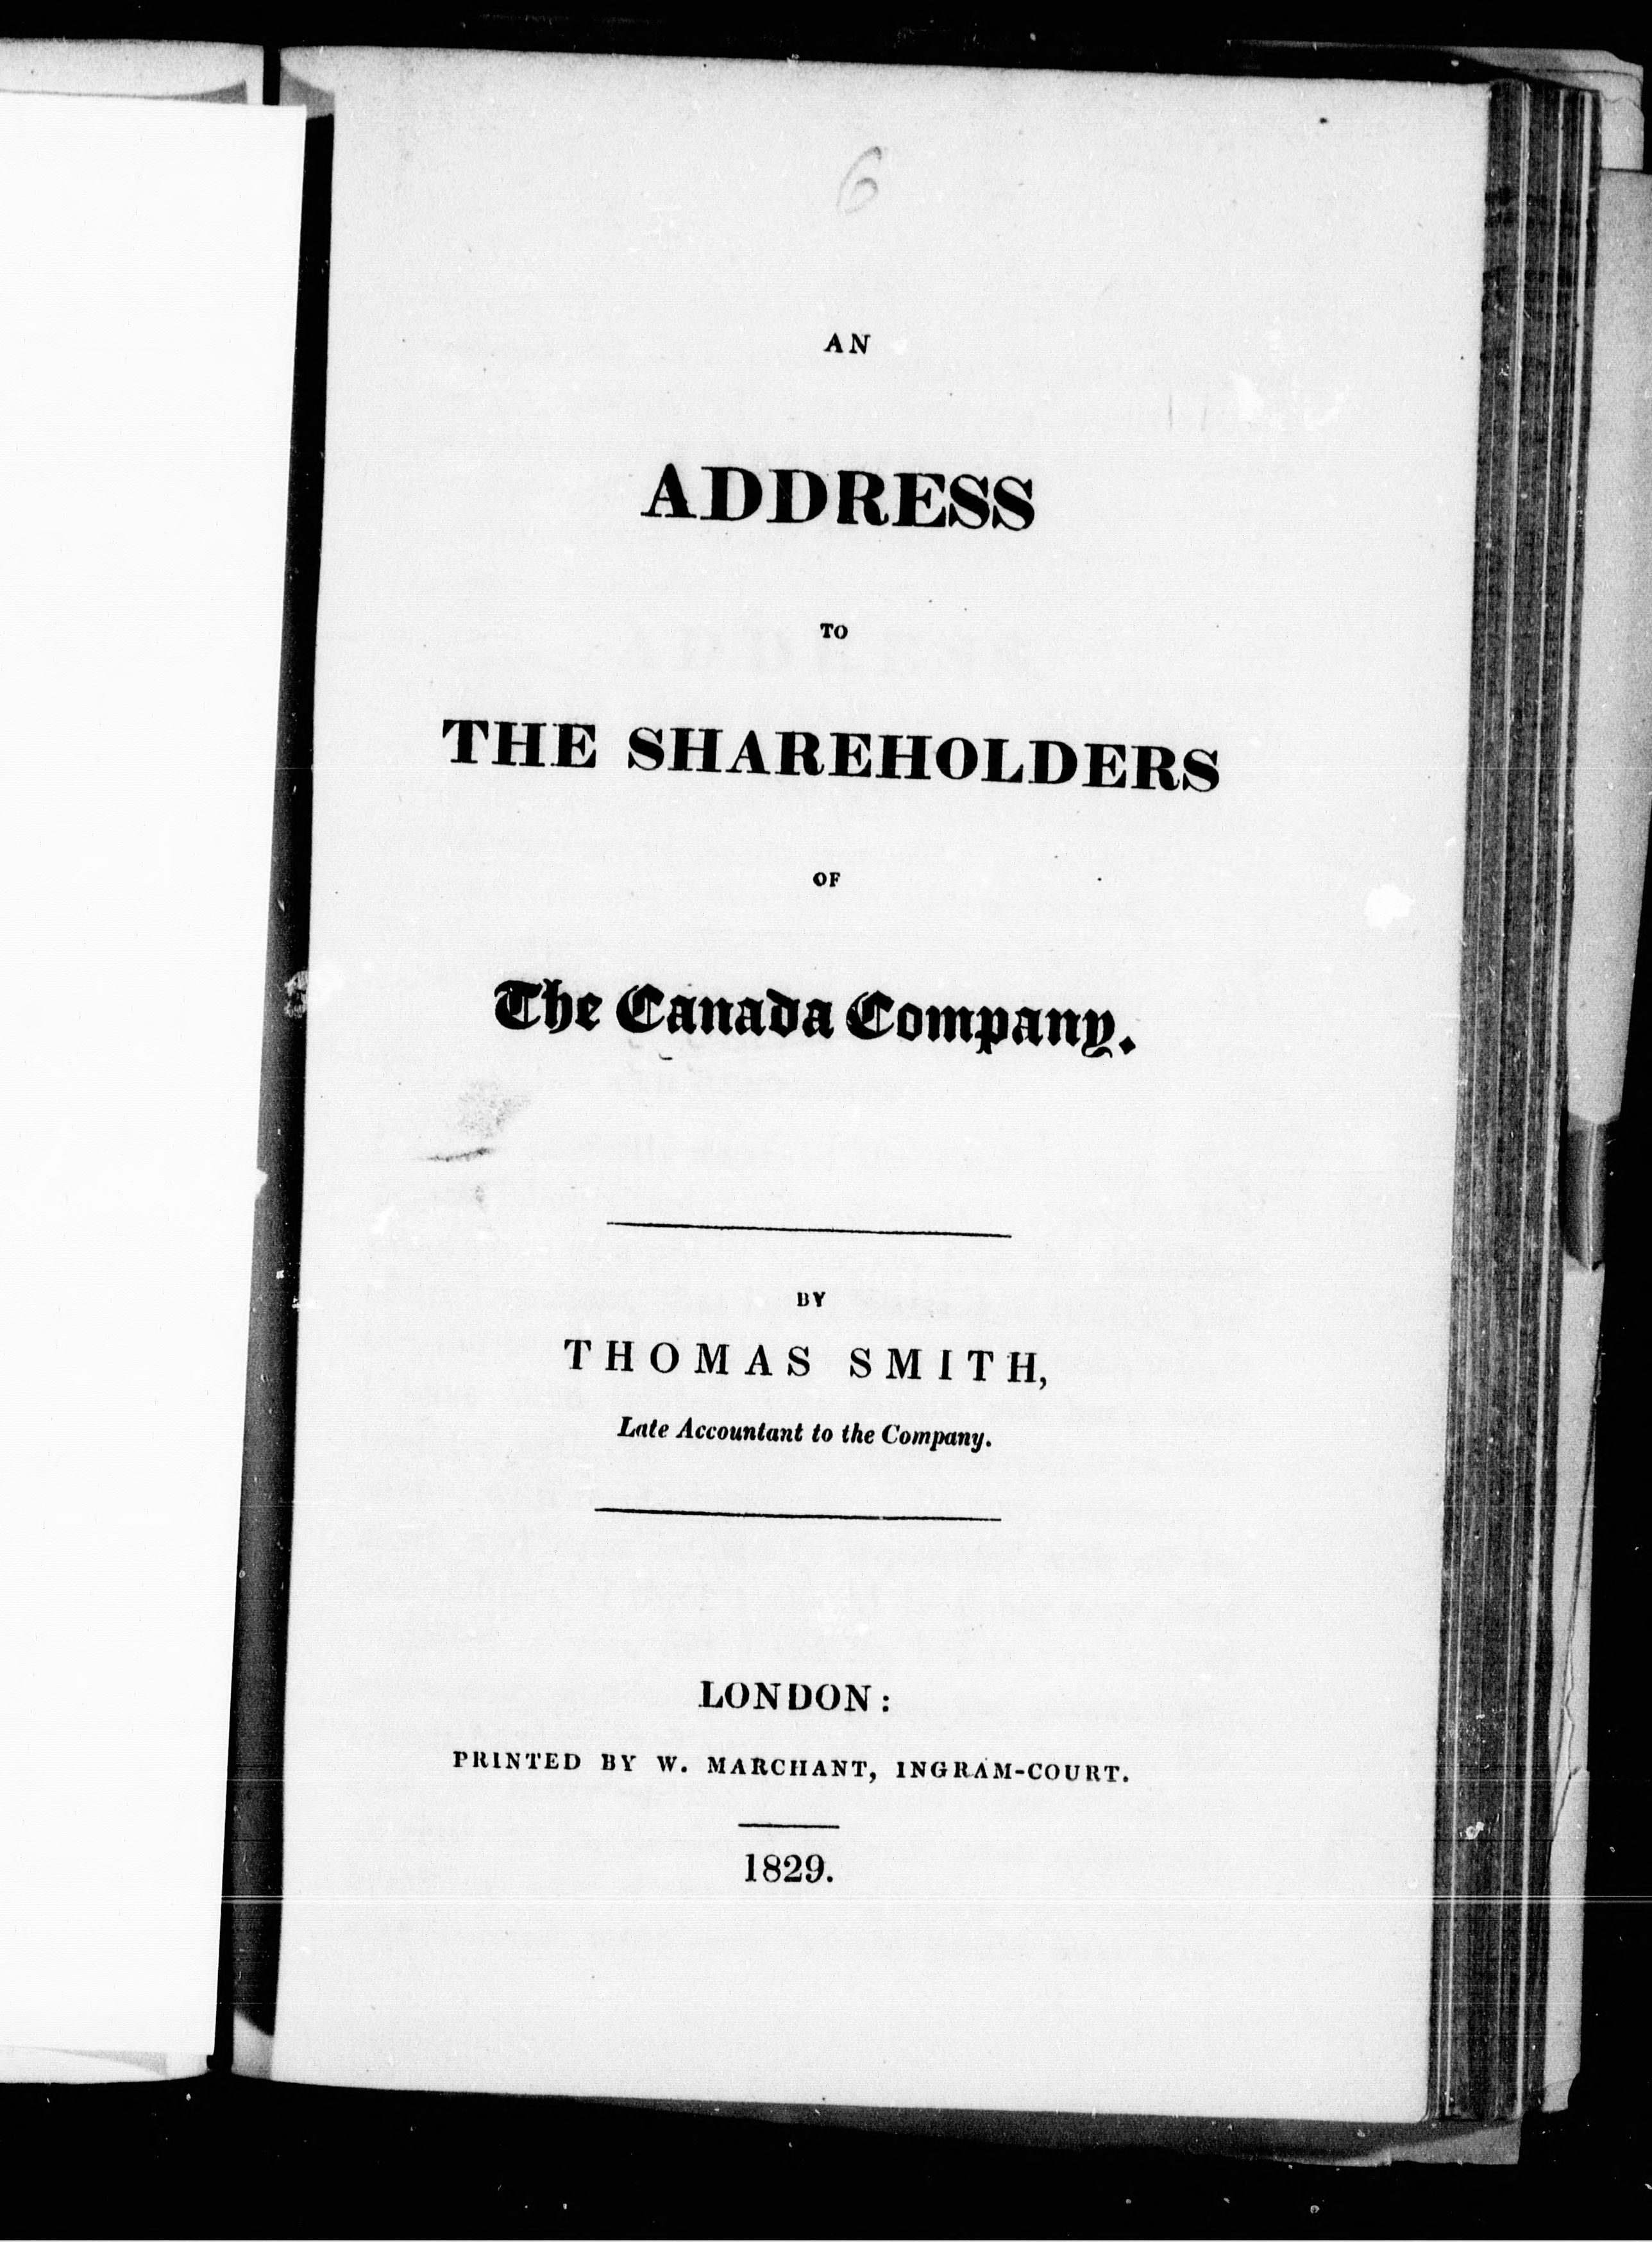 6
AN
ADDRESS
TO
THE SHAREHOLDERS
OF
The Canada Company.
BY
THOMAS SMITH,
Late Accountant to the Company.
LONDON:
PRINTED BY W. MARCHANT, INGRAM-COURT.
1829.